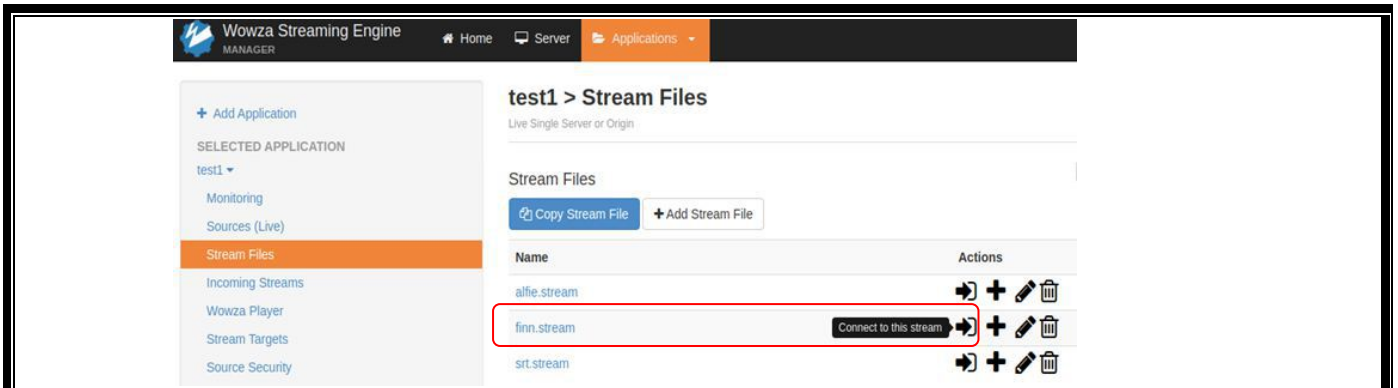 Wowza Streaming Engine
MANAGER
Home Server Applications
+ Add Application
SELECTED APPLICATION
test1
Monitoring
Sources (Live)
Stream Files
Incoming Streams
Wowza Player
Stream Targets
Source Security
test1 > Stream Files
Live Single Server or Origin
Stream Files
Copy Stream File + Add Stream File
Name Actions
alfie.stream
finn.stream Connect to this stream
srt.stream